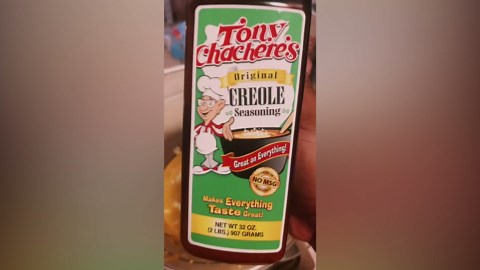 Tony
Chachere's
Original
CREOLE
Seasoning
Great on Everything!
NO MSG
Makes Everything
Taste Great!
NET WT 32 OZ.
(2 LBS.) 907 GRAMS